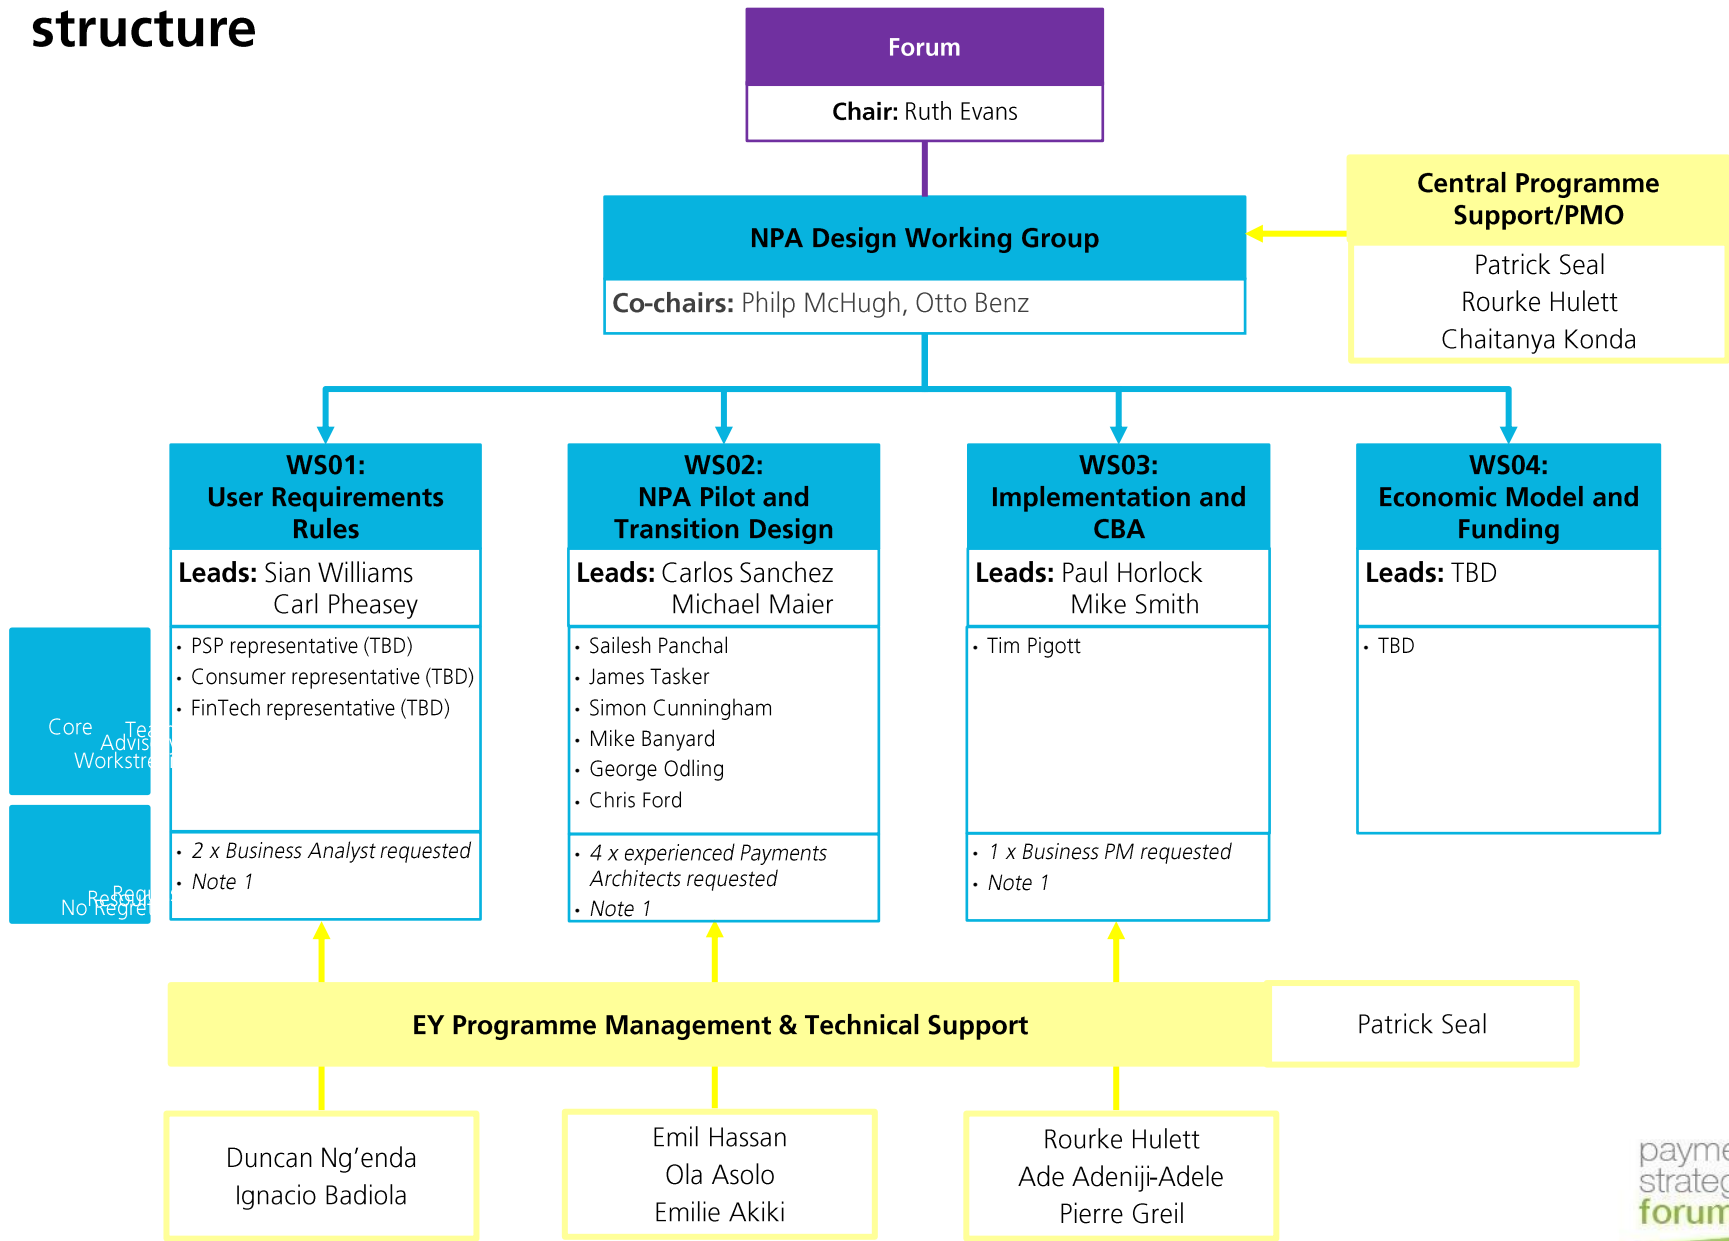 structure
Forum
Chair: Ruth Evans
Central Programme
Support/PMO
Patrick Seal
Rourke Hulett
Chaitanya Konda
NPA Design Working Group
Co-chairs: Philp McHugh, Otto Benz
WS01:
User Requirements
Rules
Leads: Sian Williams
Carl Pheasey
• PSP representative (TBD)
• Consumer representative (TBD)
• FinTech representative (TBD)
• 2 x Business Analyst requested
• Note 1
WS02:
NPA Pilot and
Transition Design
Leads: Carlos Sanchez
Michael Maier
• Sailesh Panchal
• James Tasker
• Simon Cunningham
• Mike Banyard
• George Odling
• Chris Ford
• 4 x experienced Payments
Architects requested
• Note 1
WS03:
Implementation and
CBA
Leads: Paul Horlock
Mike Smith
• Tim Pigott
• 1 x Business PM requested
• Note 1
WS04:
Economic Model and
Funding
Leads: TBD
• TBD
Core
No
EY Programme Management & Technical Support
Patrick Seal
Duncan Ng’enda
Ignacio Badiola
Emil Hassan
Ola Asolo
Emilie Akiki
Rourke Hulett
Ade Adeniji-Adele
Pierre Greil
forum